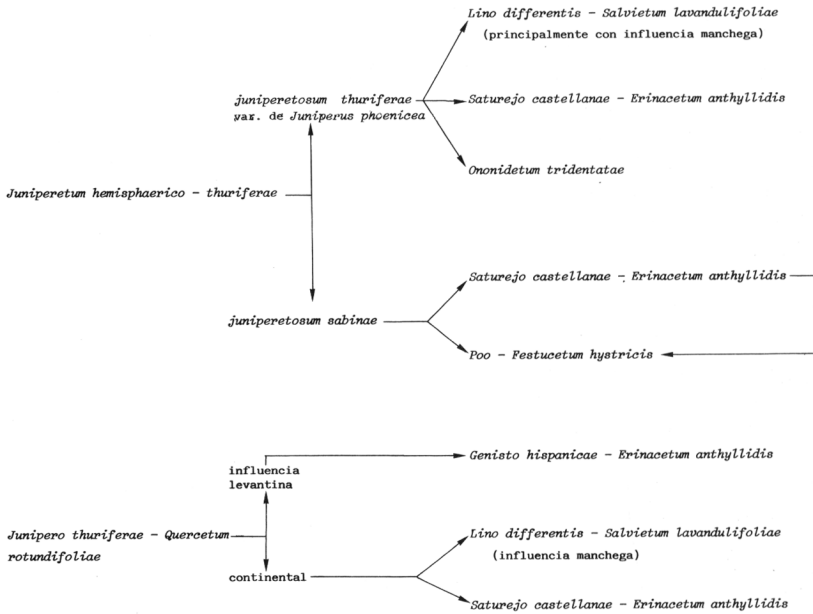 Lino differentis - Salvietum lavandulifoliae
(principalmente con influencia manchega)
juniperetosum thuriferae
var. de Juniperus phoenicea
Saturejo castellanae - Erinacetum anthyllidis
Ononidetum tridentatae
Juniperetum hemisphaerico - thuriferae
Saturejo castellanae - Erinacetum anthyllidis
juniperetosum sabinae
Poo - Festucetum hystricis
Genisto hispanicae - Erinacetum anthyllidis
influencia
levantina
Junipero thuriferae - Quercetum
rotundifoliae
Lino differentis - Salvietum lavandulifoliae
(influencia manchega)
continental
Saturejo castellanae - Erinacetum anthyllidis